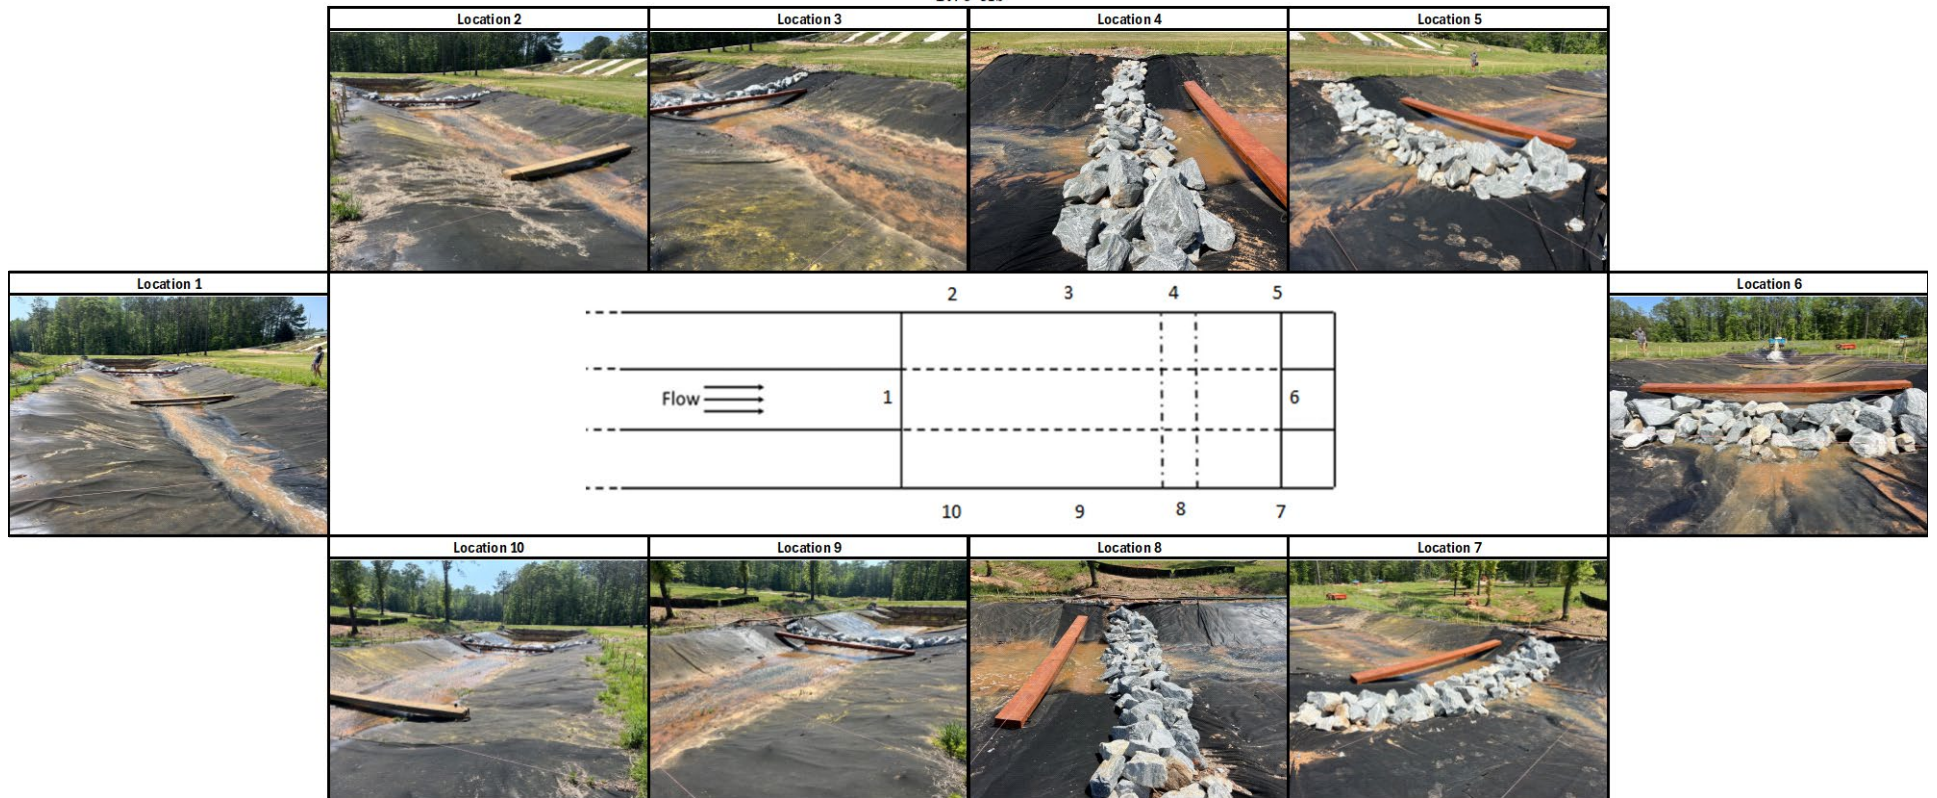 Location 2
Location 3
Location 4
Location 5
Location 1
Location 6
2
3
4
5
Flow
1
6
10
9
8
7
Location 10
Location 9
Location 8
Location 7